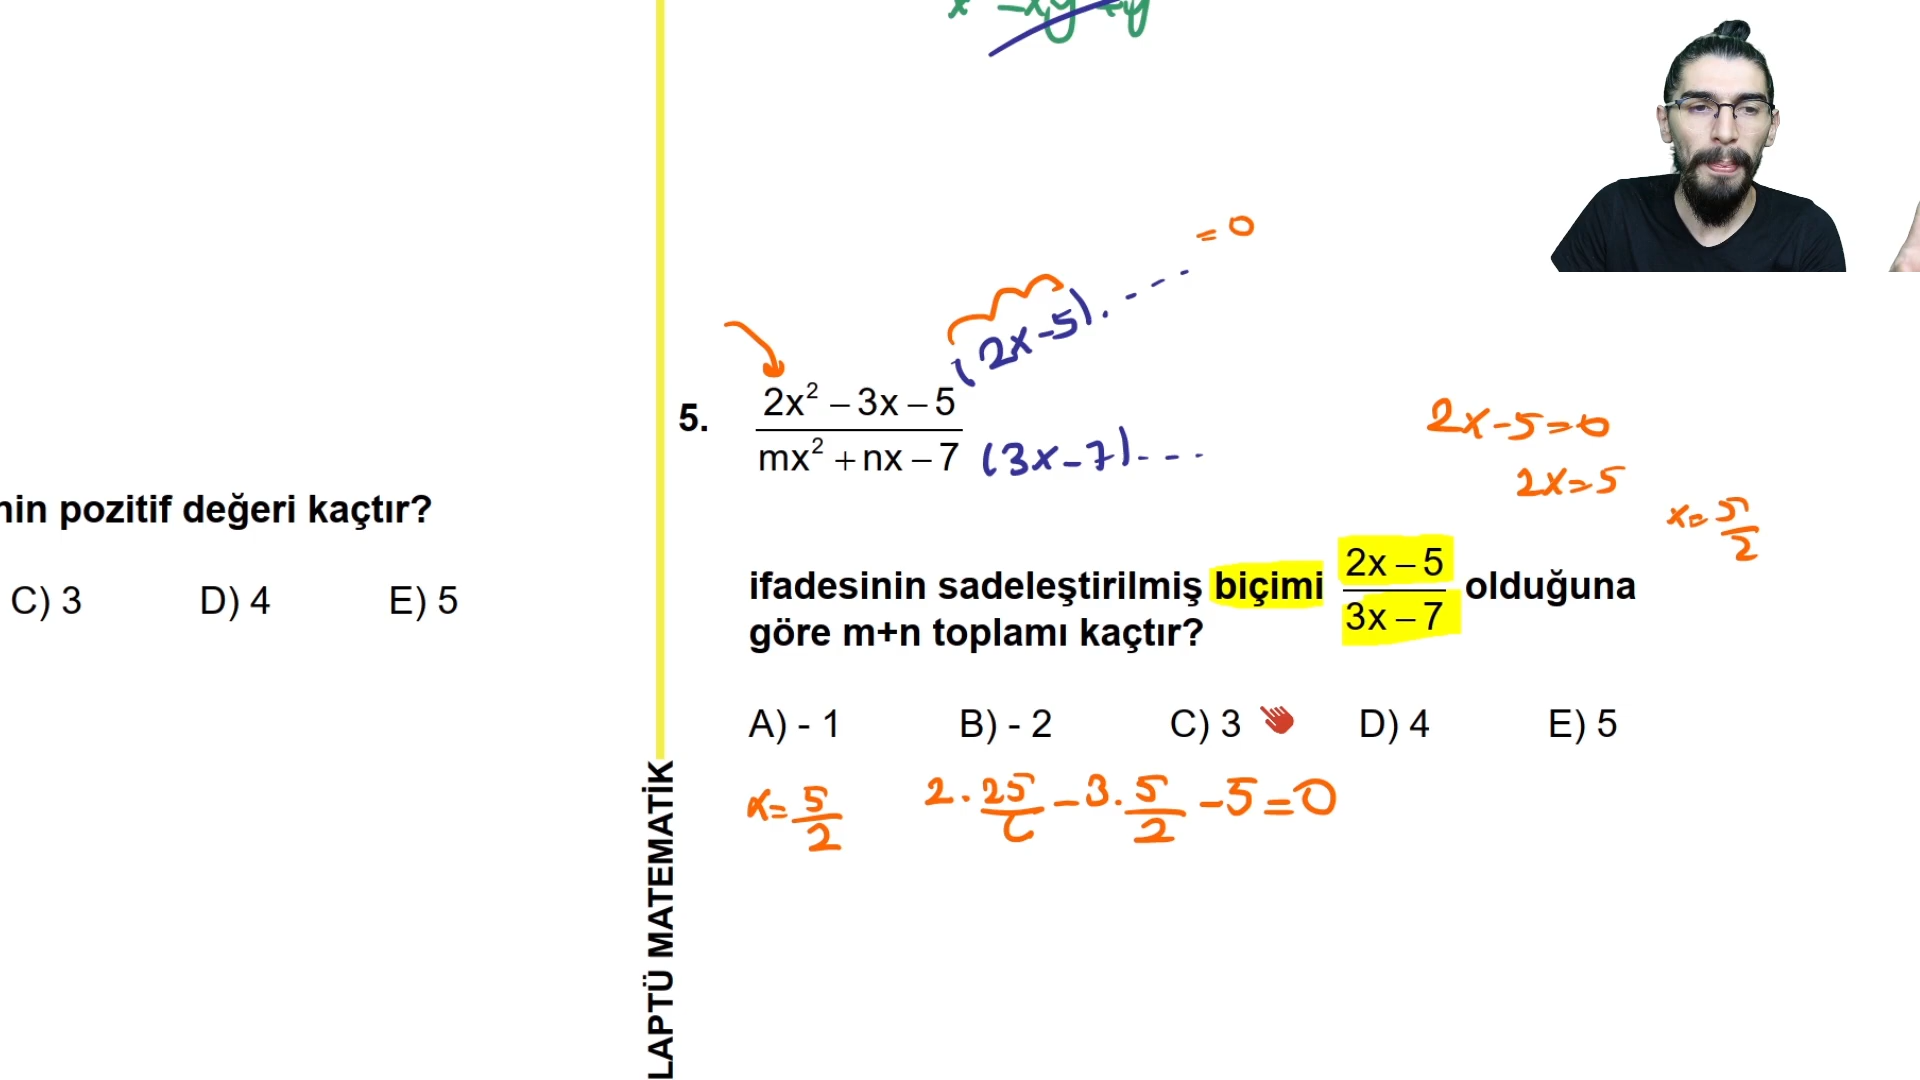 = 0
(2x-5). ----
5. 2x² – 3x – 5
mx² + nx – 7 (3x-7)----
2x-5=0
2x=5
x=5/2
nin pozitif değeri kaçtır?
C) 3 D) 4 E) 5
ifadesinin sadeleştirilmiş biçimi 2x – 5 / 3x – 7 olduğuna
göre m+n toplamı kaçtır?
A) - 1 B) - 2 C) 3 D) 4 E) 5
x=5/2 2.25/4-3.5/2-5=0
LAPTÜ MATEMATİK